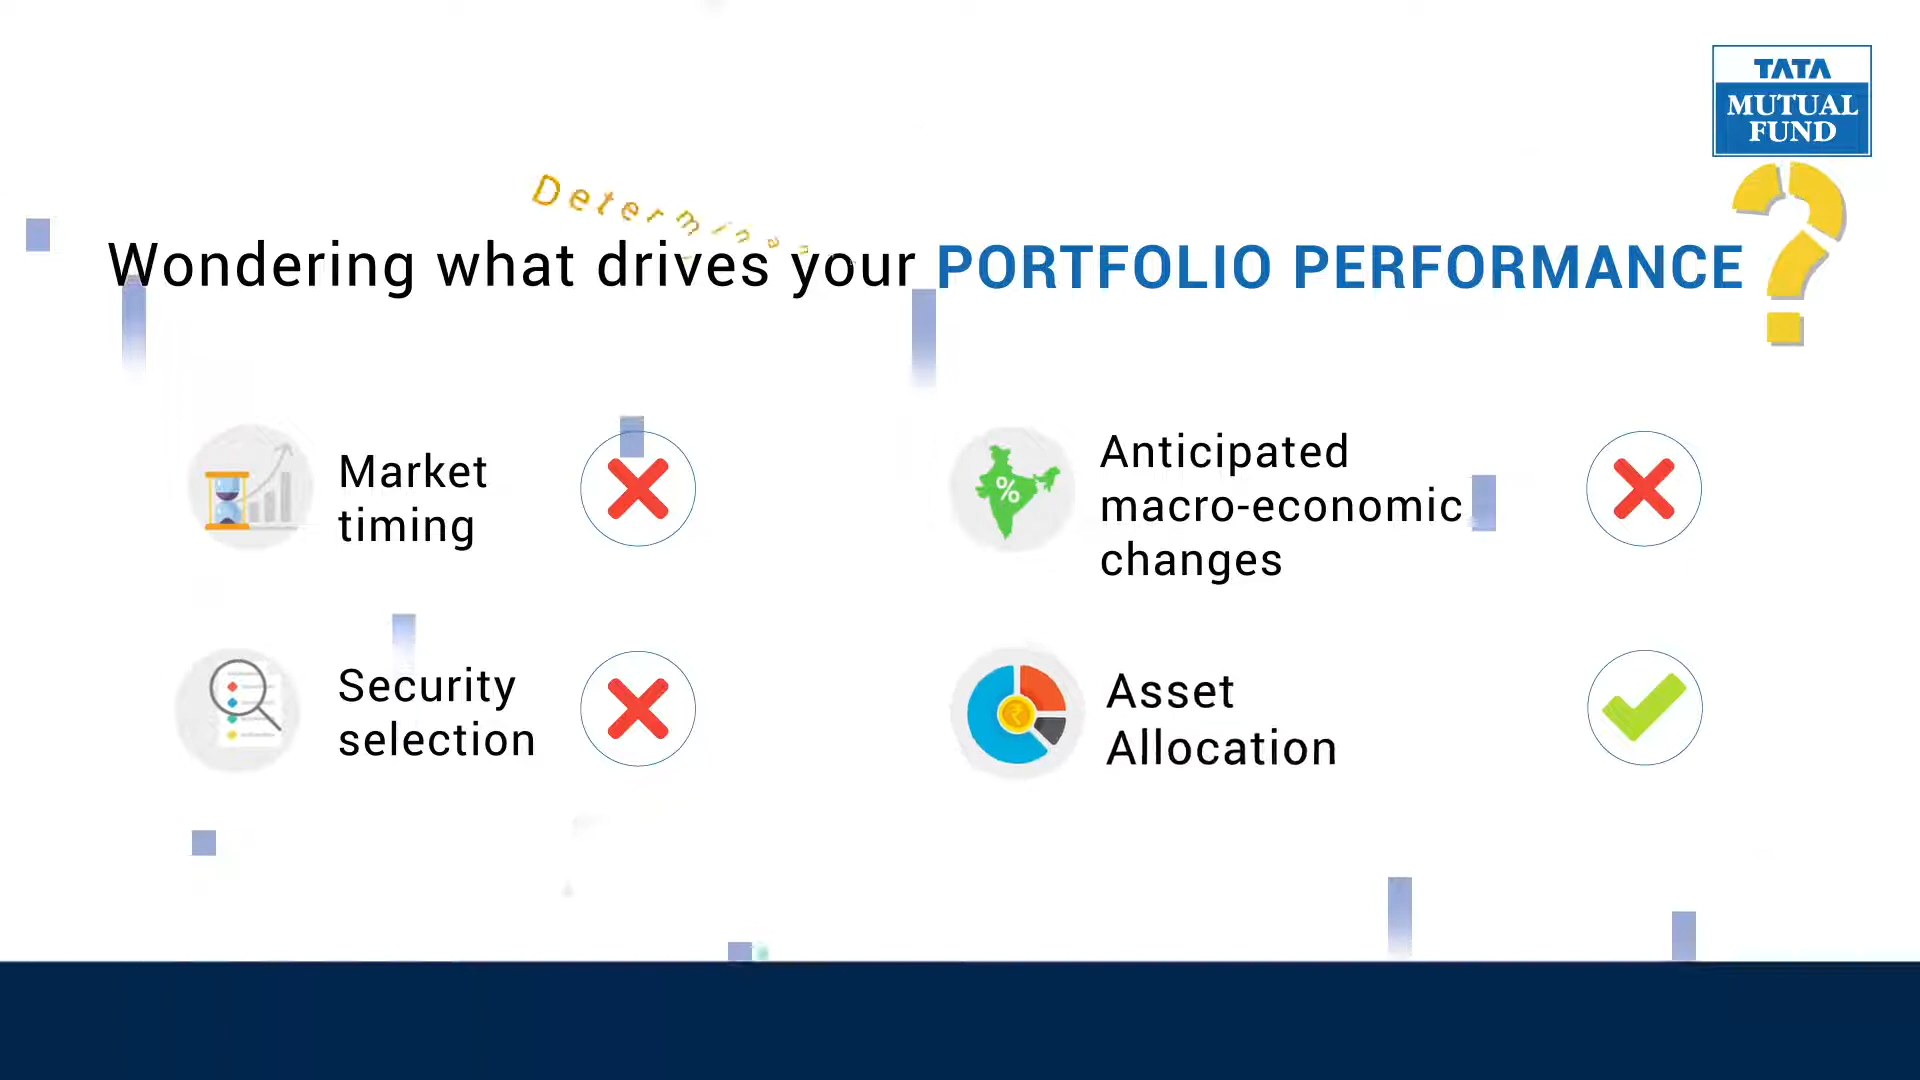 TATA
MUTUAL
FUND
Wondering what drives your PORTFOLIO PERFORMANCE?
Market
timing
Anticipated
macro-economic
changes
%
Security
selection
Asset
Allocation
₹